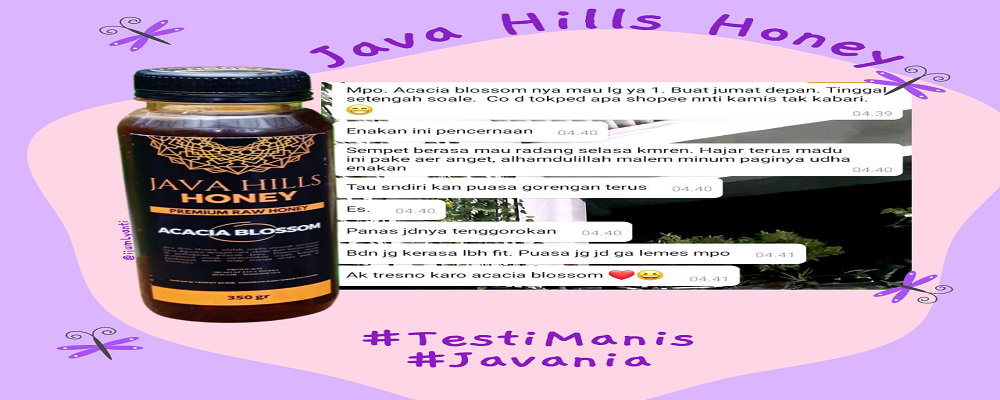 Java Hills Honey
Mpo. Acacia blossom nya mau lg ya 1. Buat jumat depan. Tinggal
setengah soale. Co d tokped apa shopee nnti kamis tak kabari.
😁 04.39
Enakan ini pencernaan 04.40
Sempet berasa mau radang selasa kmren. Hajar terus madu
ini pake aer anget, alhamdulillah malem minum paginya udha
enakan 04.40
Tau sndiri kan puasa gorengan terus 04.40
Es. 04.40
Panas jdnya tenggorokan 04.40
Bdn jg kerasa lbh fit. Puasa jg jd ga lemes mpo 04.41
Ak tresno karo acacia blossom ❤️😄 04.41
JAVA HILLS
HONEY
PREMIUM RAW HONEY
ACACIA BLOSSOM
350 gr
@iiumLyanti
#TestiManis
#Javania